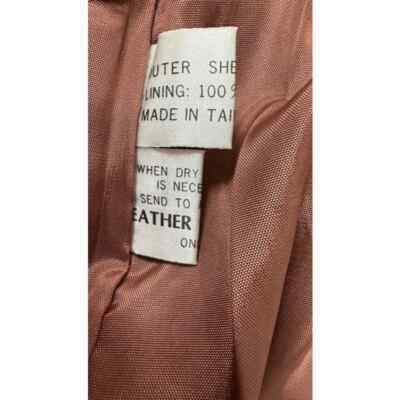 OUTER SHE
LINING: 100%
MADE IN TAI
WHEN DRY
IS NECE
SEND TO
EATHER
ON